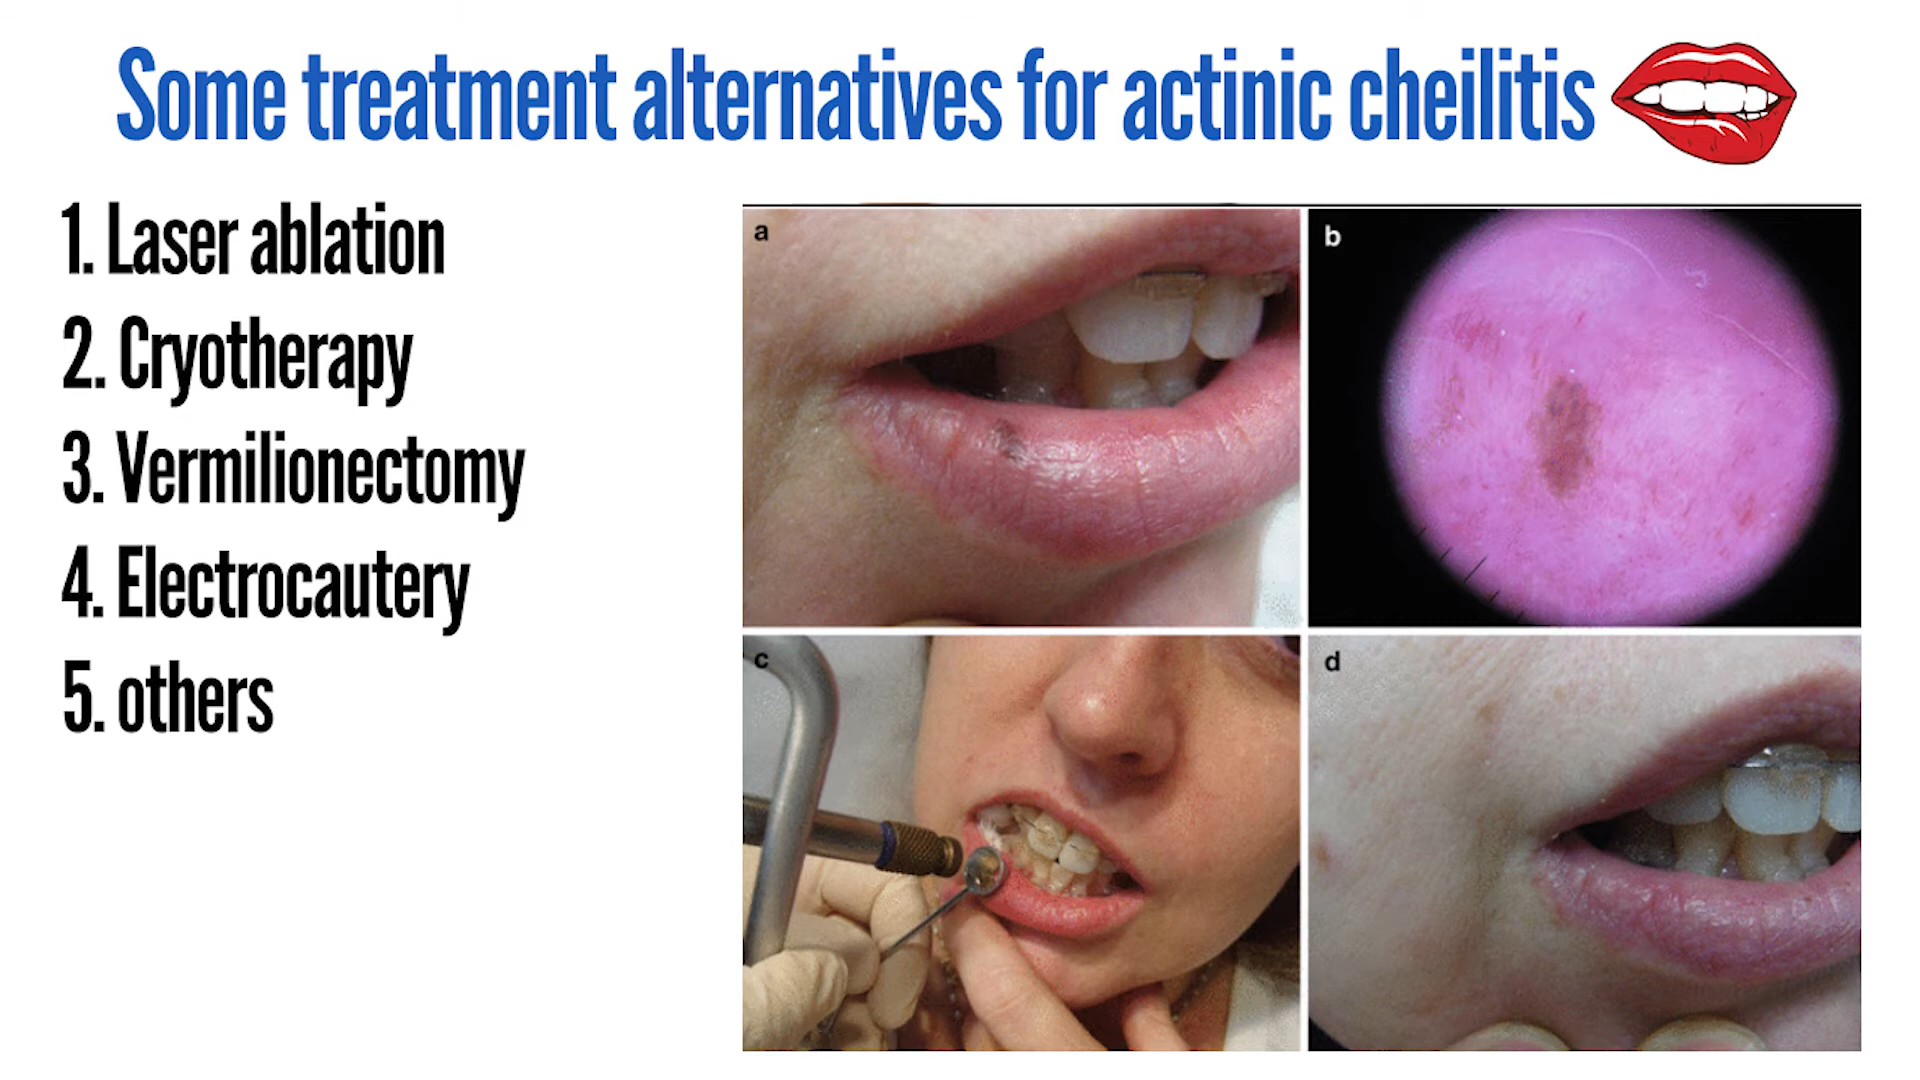 Some treatment alternatives for actinic cheilitis
1. Laser ablation
2. Cryotherapy
3. Vermilionectomy
4. Electrocautery
5. others
a
b
c
d